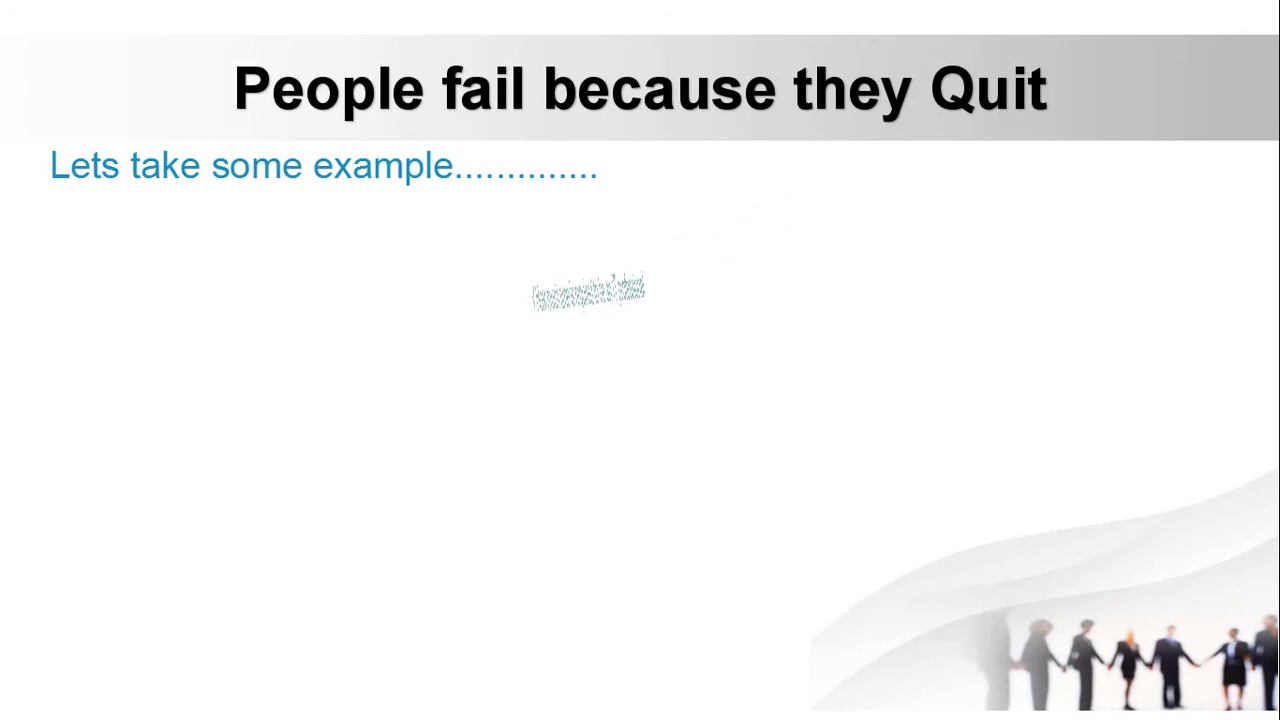 People fail because they Quit
Lets take some example..............